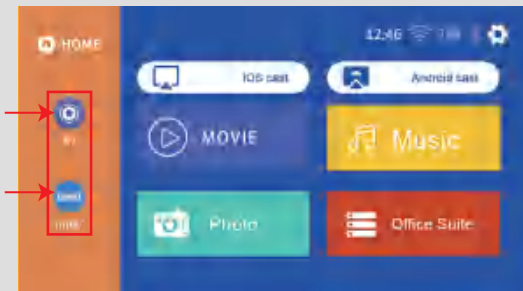 HOME
12:46
IOS cast
Android cast
MOVIE
Music
Photo
Office Suite